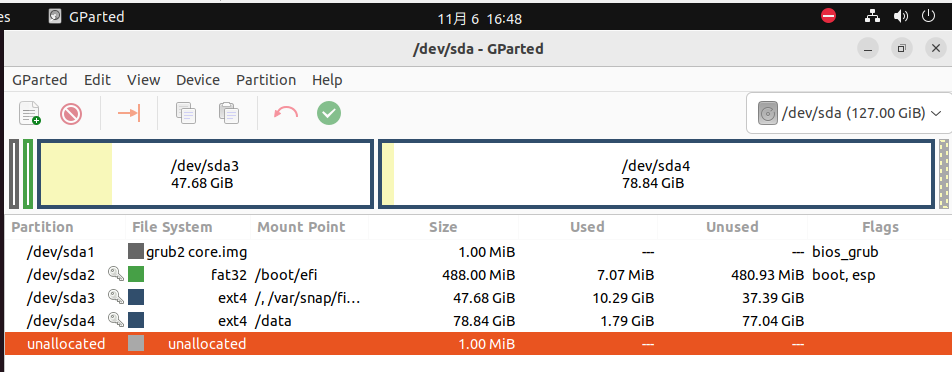 es GParted 11月 6 16:48
/dev/sda - GParted
GParted Edit View Device Partition Help
/dev/sda (127.00 GiB)
/dev/sda3 /dev/sda4
47.68 GiB 78.84 GiB
Partition File System Mount Point Size Used Unused Flags
/dev/sda1 grub2 core.img 1.00 MiB --- --- bios_grub
/dev/sda2 fat32 /boot/efi 488.00 MiB 7.07 MiB 480.93 MiB boot, esp
/dev/sda3 ext4 /, /var/snap/fi... 47.68 GiB 10.29 GiB 37.39 GiB
/dev/sda4 ext4 /data 78.84 GiB 1.79 GiB 77.04 GiB
unallocated unallocated 1.00 MiB --- ---